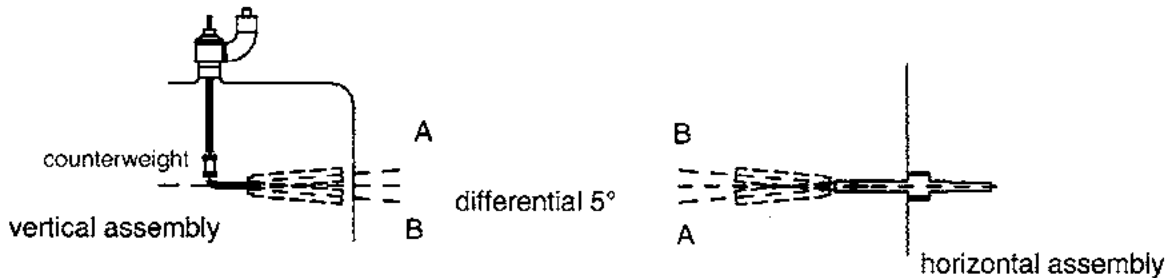 A
B
counterweight
differential 5°
vertical assembly
B
A
horizontal assembly